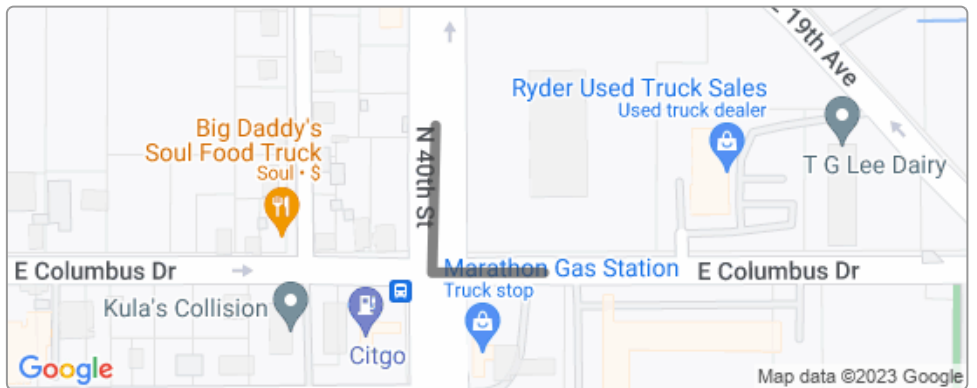 E 19th Ave
Ryder Used Truck Sales
Used truck dealer
Big Daddy's
Soul Food Truck
Soul • $
N 40th St
T G Lee Dairy
E Columbus Dr
Marathon Gas Station
Truck stop
E Columbus Dr
Kula's Collision
Citgo
Google
Map data ©2023 Google